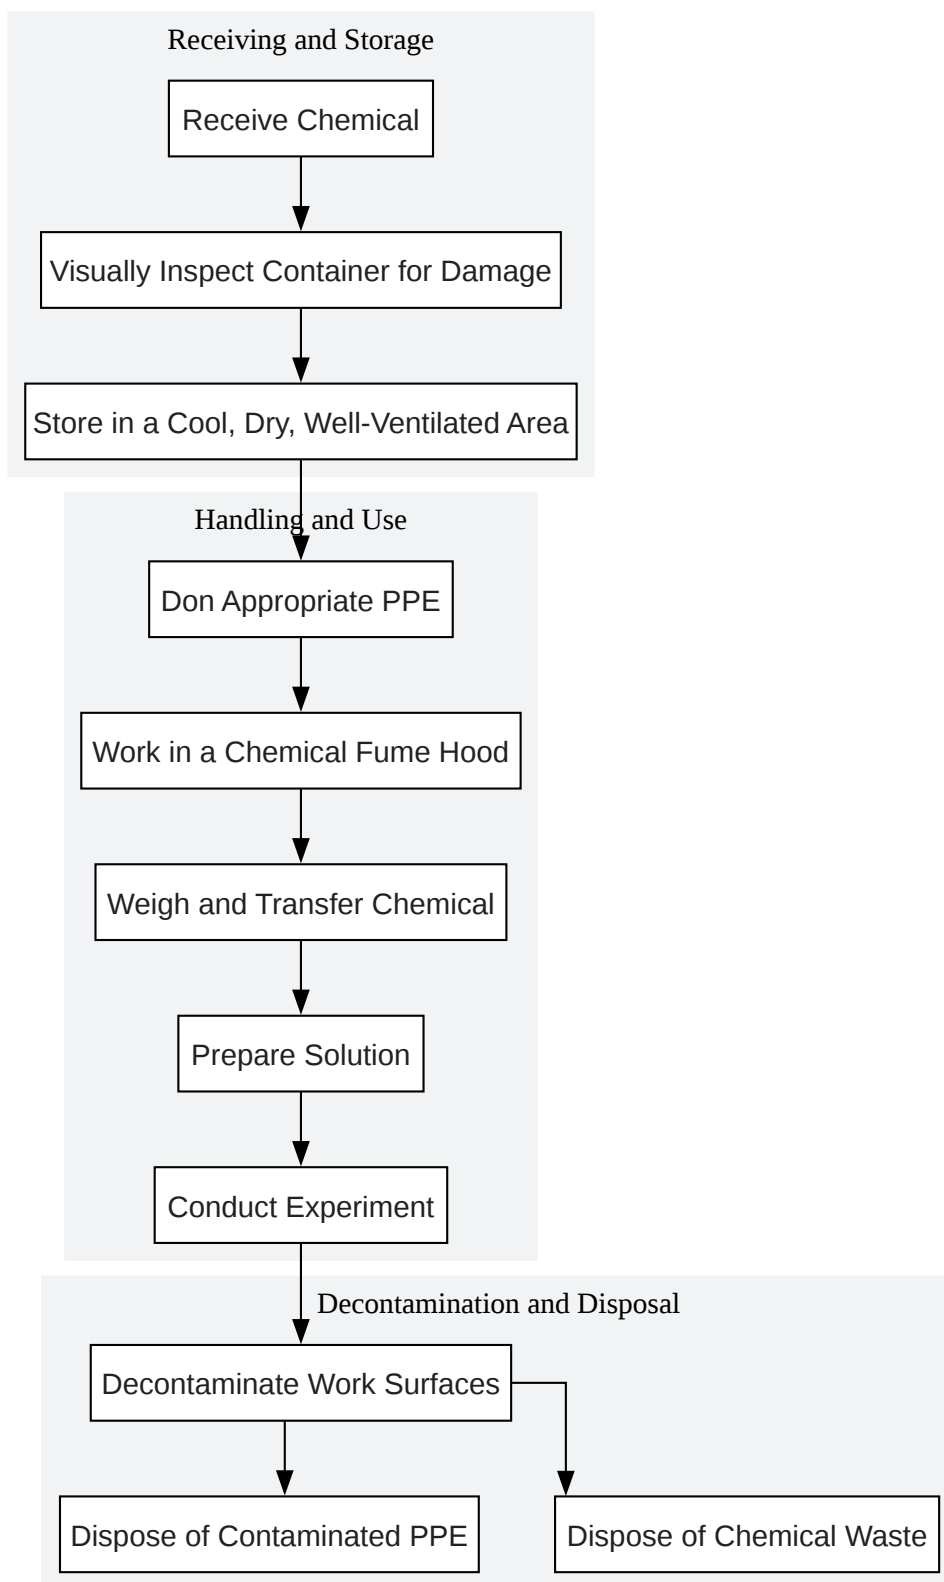 Receiving and Storage
Receive Chemical
Visually Inspect Container for Damage
Store in a Cool, Dry, Well-Ventilated Area
Handling and Use
Don Appropriate PPE
Work in a Chemical Fume Hood
Weigh and Transfer Chemical
Prepare Solution
Conduct Experiment
Decontamination and Disposal
Decontaminate Work Surfaces
Dispose of Contaminated PPE
Dispose of Chemical Waste